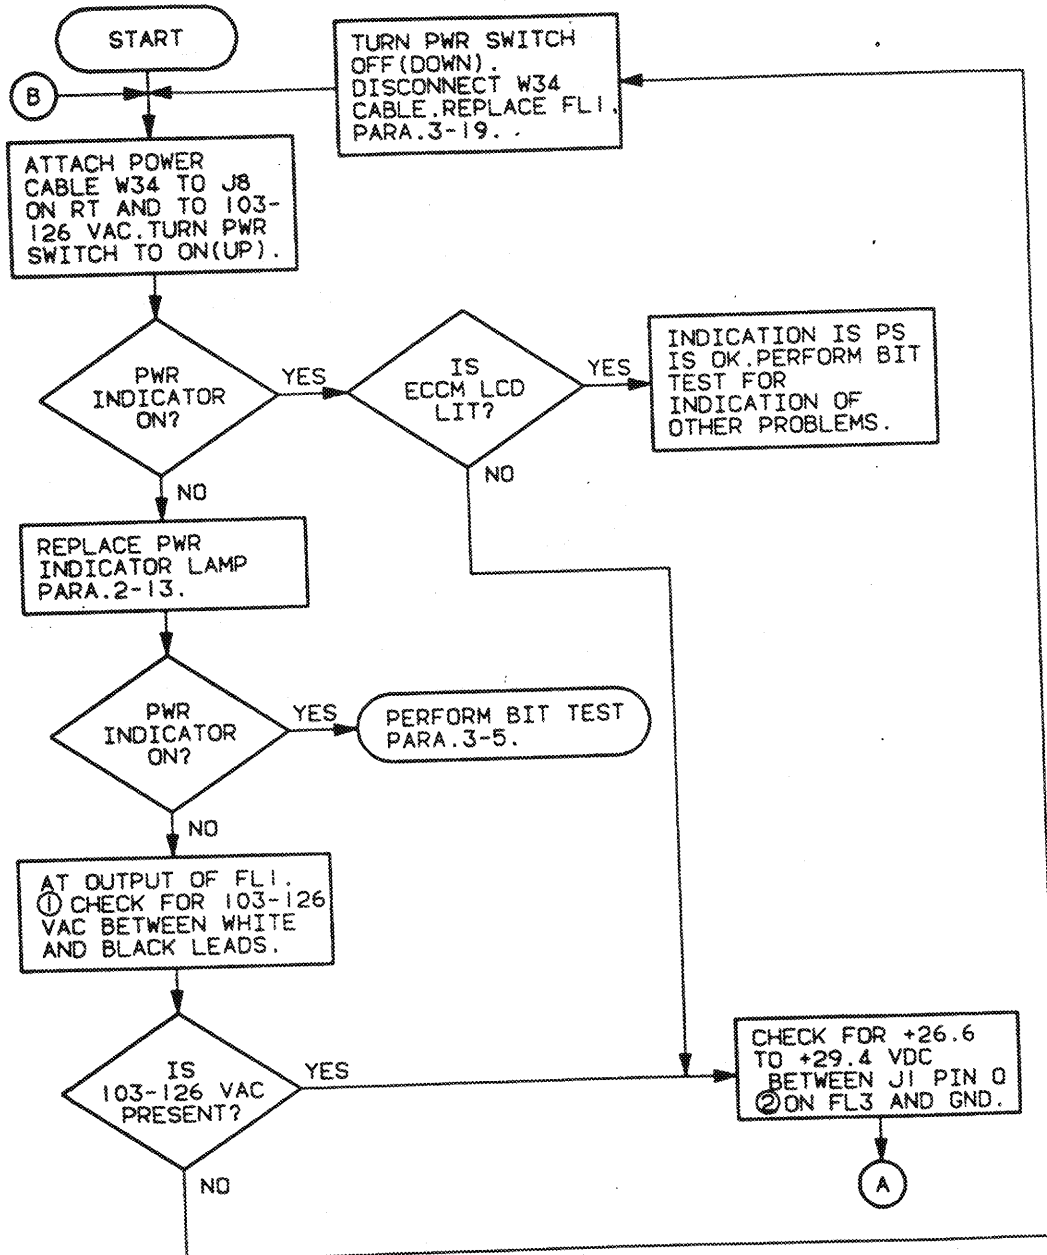 START
TURN PWR SWITCH
OFF(DOWN).
DISCONNECT W34
CABLE.REPLACE FL1.
PARA.3-19.
B
ATTACH POWER
CABLE W34 TO J8
ON RT AND TO 103-
126 VAC.TURN PWR
SWITCH TO ON(UP).
PWR
INDICATOR
ON?
YES
IS
ECCM LCD
LIT?
YES
INDICATION IS PS
IS OK.PERFORM BIT
TEST FOR
INDICATION OF
OTHER PROBLEMS.
NO
NO
REPLACE PWR
INDICATOR LAMP
PARA.2-13.
PWR
INDICATOR
ON?
YES
PERFORM BIT TEST
PARA.3-5.
NO
AT OUTPUT OF FL1.
① CHECK FOR 103-126
VAC BETWEEN WHITE
AND BLACK LEADS.
IS
103-126 VAC
PRESENT?
YES
CHECK FOR +26.6
TO +29.4 VDC
BETWEEN J1 PIN O
② ON FL3 AND GND.
NO
A